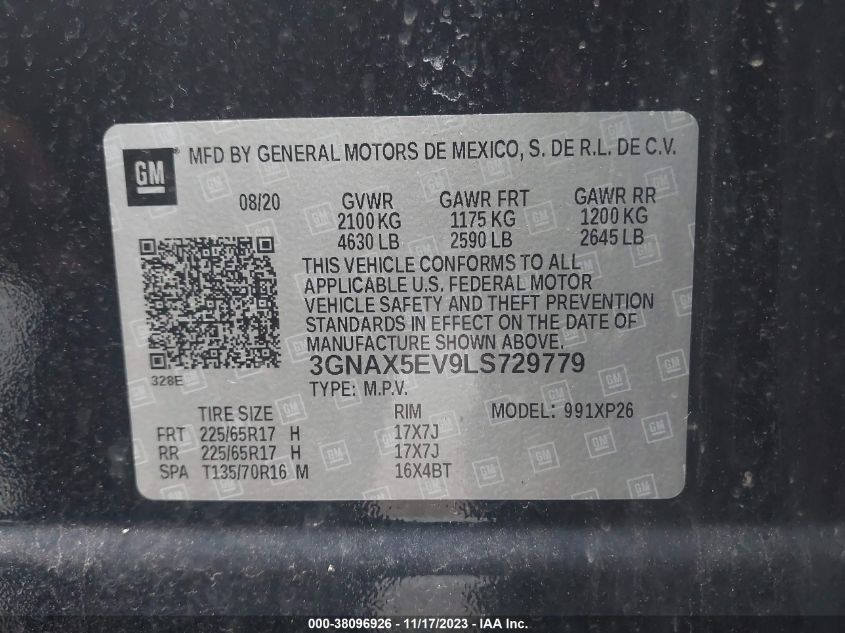 GM
MFD BY GENERAL MOTORS DE MEXICO, S. DE R.L. DE C.V.
08/20 GVWR GAWR FRT GAWR RR
2100 KG 1175 KG 1200 KG
4630 LB 2590 LB 2645 LB
THIS VEHICLE CONFORMS TO ALL
APPLICABLE U.S. FEDERAL MOTOR
VEHICLE SAFETY AND THEFT PREVENTION
STANDARDS IN EFFECT ON THE DATE OF
MANUFACTURE SHOWN ABOVE.
3GNAX5EV9LS729779
328E
TYPE: M.P.V.
TIRE SIZE RIM MODEL: 991XP26
FRT 225/65R17 H 17X7J
RR 225/65R17 H 17X7J
SPA T135/70R16 M 16X4BT
000-38096926 - 11/17/2023 - IAA Inc.